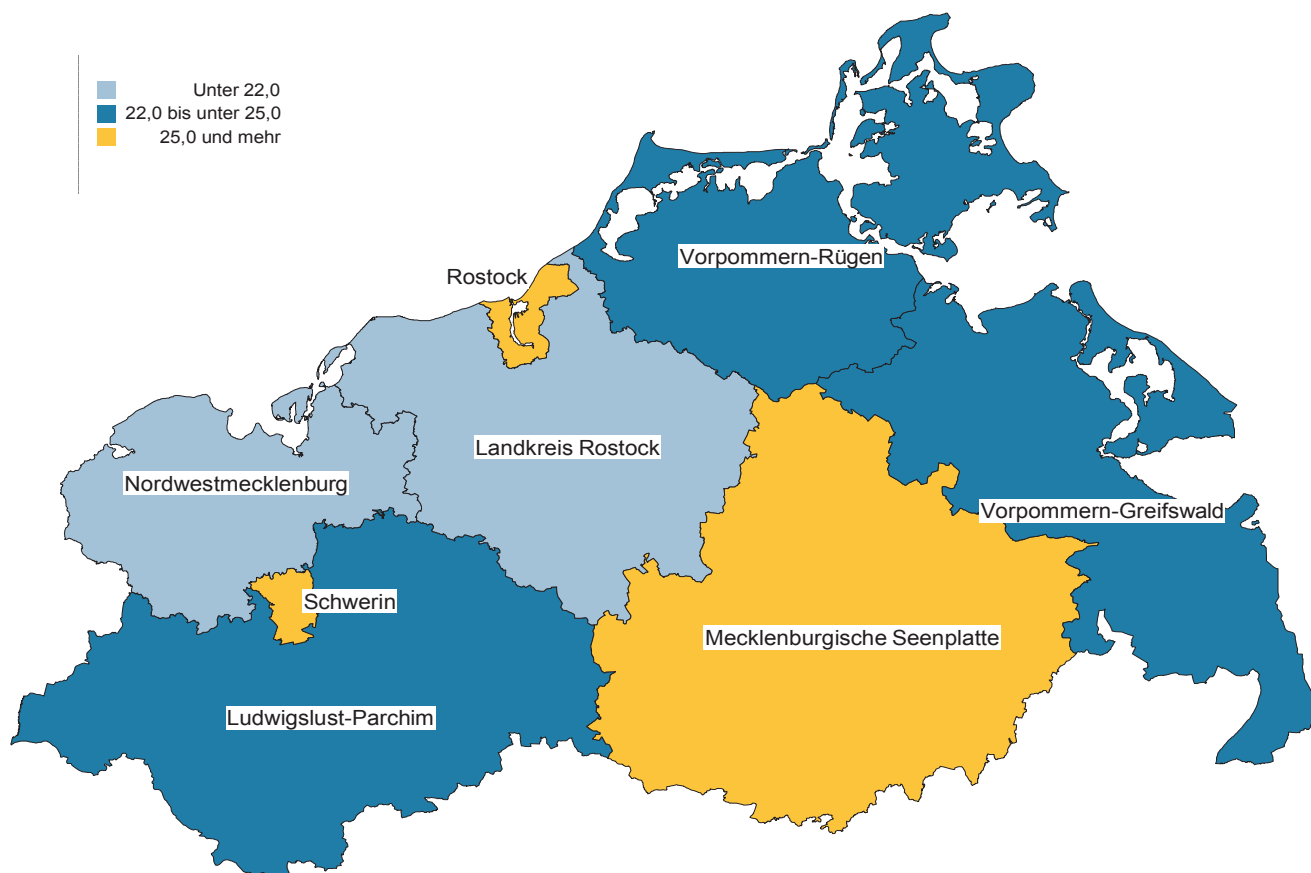 Unter 22,0
22,0 bis unter 25,0
25,0 und mehr
Vorpommern-Rügen
Rostock
Landkreis Rostock
Nordwestmecklenburg
Vorpommern-Greifswald
Schwerin
Mecklenburgische Seenplatte
Ludwigslust-Parchim